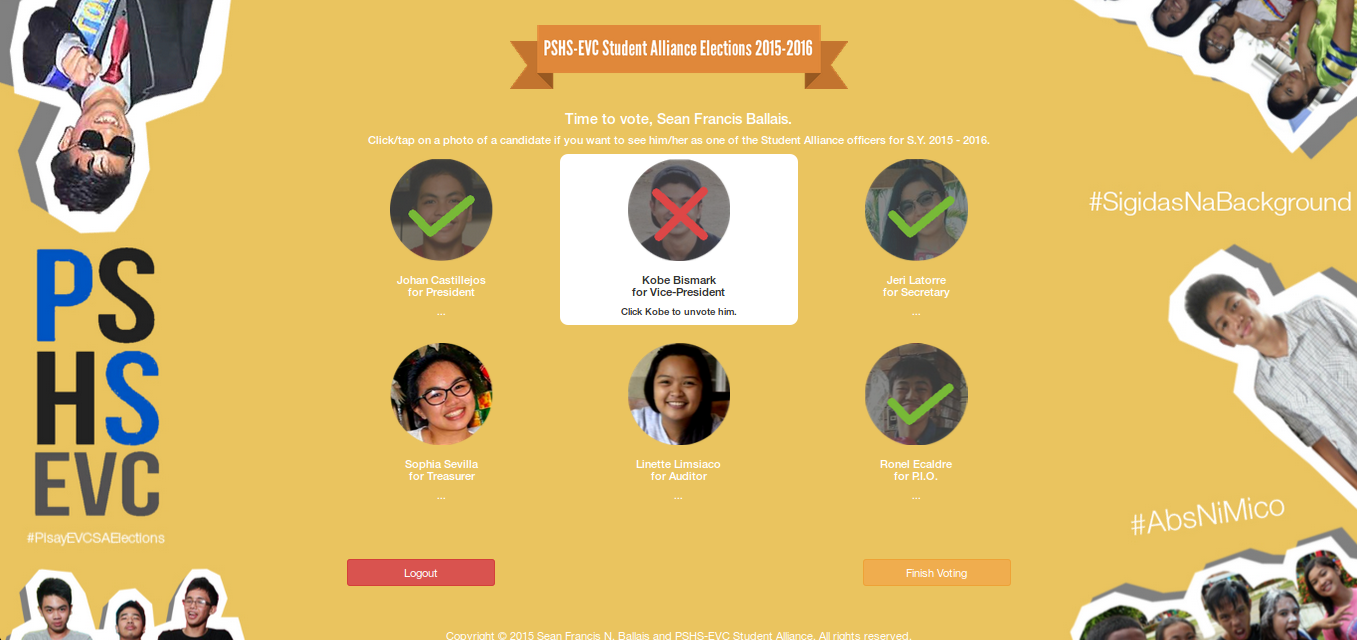 PSHS-EVC Student Alliance Elections 2015-2016
Time to vote, Sean Francis Ballais.
Click/tap on a photo of a candidate if you want to see him/her as one of the Student Alliance officers for S.Y. 2015 - 2016.
#SigidasNaBackground
PS
HS
EVC
#PisayEVCSAElections
Johan Castillejos
for President
...
Kobe Bismark
for Vice-President
Click Kobe to unvote him.
Jeri Latorre
for Secretary
...
Sophia Sevilla
for Treasurer
...
Linette Limsiaco
for Auditor
...
Ronel Ecaldre
for P.I.O.
...
#AbsNiMico
Logout
Finish Voting
Copyright © 2015 Sean Francis N. Ballais and PSHS-EVC Student Alliance. All rights reserved.